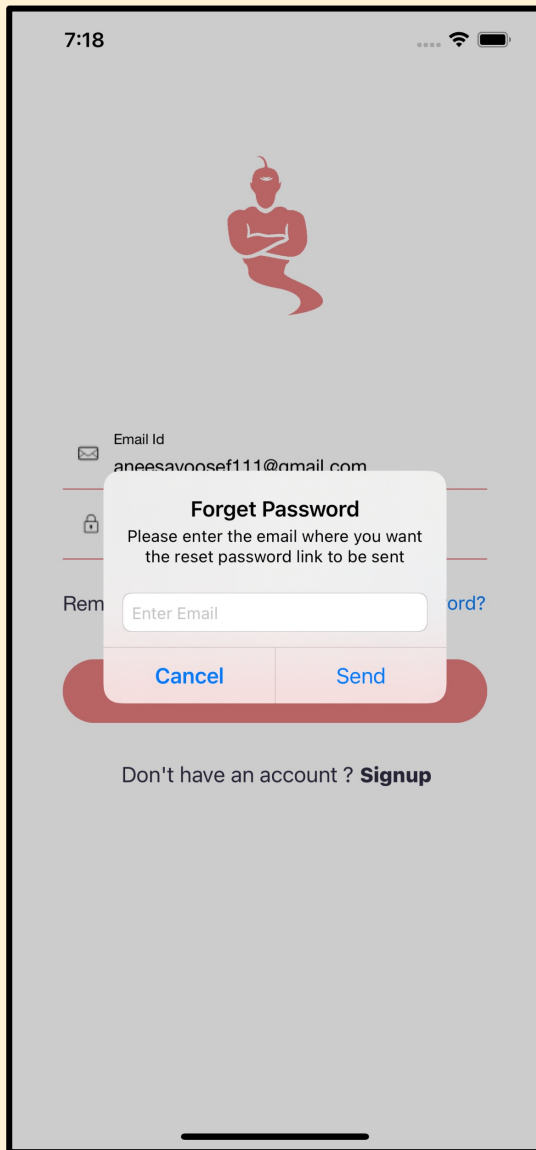 7:18
Email Id
aneesayoosef111@gmail.com
Forget Password
Please enter the email where you want
the reset password link to be sent
Rem
ord?
Enter Email
Cancel
Send
Don't have an account ? Signup